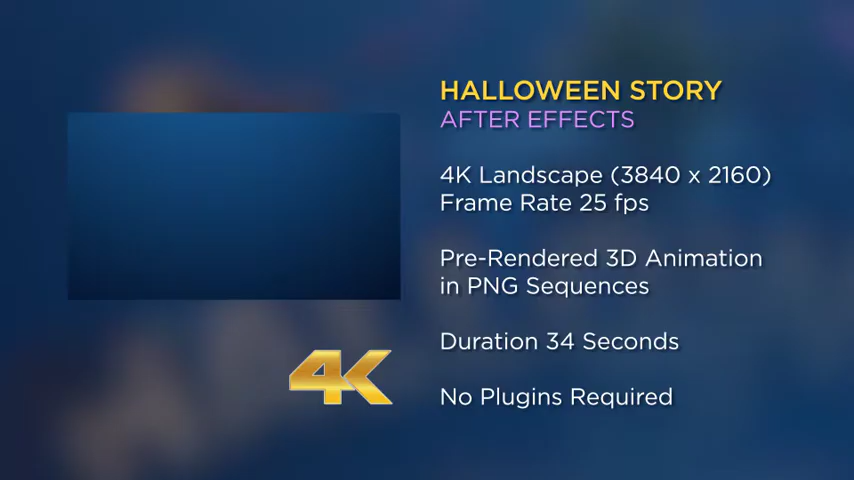 HALLOWEEN STORY
AFTER EFFECTS
4K Landscape (3840 x 2160)
Frame Rate 25 fps
Pre-Rendered 3D Animation
in PNG Sequences
Duration 34 Seconds
4K
No Plugins Required